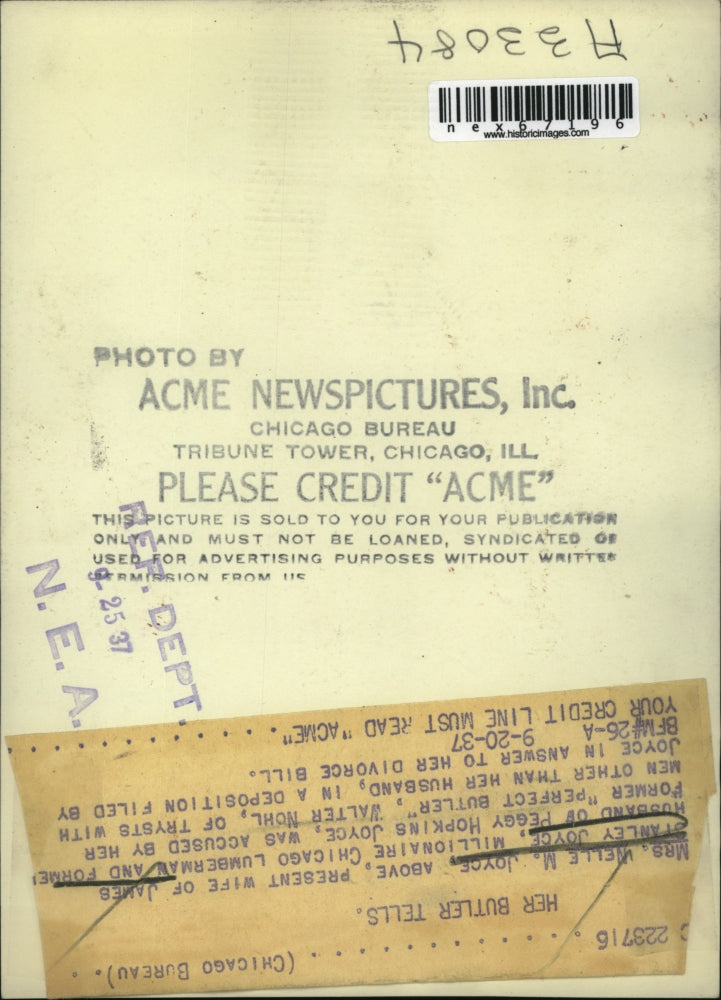 A33084
nex67196
www.historicimages.com
PHOTO BY
ACME NEWSPICTURES, Inc.
CHICAGO BUREAU
TRIBUNE TOWER, CHICAGO, ILL.
PLEASE CREDIT "ACME"
THIS PICTURE IS SOLD TO YOU FOR YOUR PUBLICATION
ONLY AND MUST NOT BE LOANED, SYNDICATED OR
USED FOR ADVERTISING PURPOSES WITHOUT WRITTEN
PERMISSION FROM US
REF. DEPT.
9-25 37
N. E. A.
C 223716 . . . . . . . . . . . (CHICAGO BUREAU) . .
HER BUTLER TELLS.
MRS. NELLE M. JOYCE, ABOVE, PRESENT WIFE OF JAMES
STANLEY JOYCE, MILLIONAIRE CHICAGO LUMBERMAN AND FORMER
HUSBAND OF PEGGY HOPKINS JOYCE, WAS ACCUSED BY HER
FORMER "PERFECT BUTLER", WALTER NOHL, OF TRYSTS WITH
MEN OTHER THAN HER HUSBAND, IN A DEPOSITION FILED BY
JOYCE IN ANSWER TO HER DIVORCE BILL.
BFM#26-A 9-20-37
YOUR CREDIT LINE MUST READ "ACME" . . . . . . . . . .